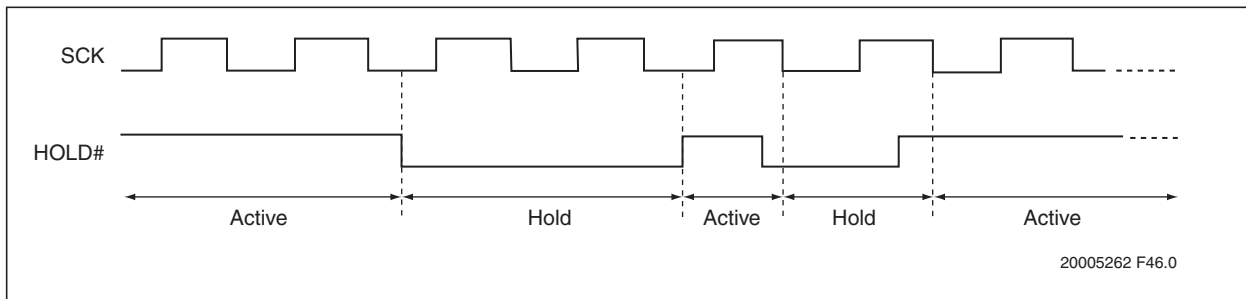 SCK
HOLD#
Active Hold Active Hold Active
20005262 F46.0